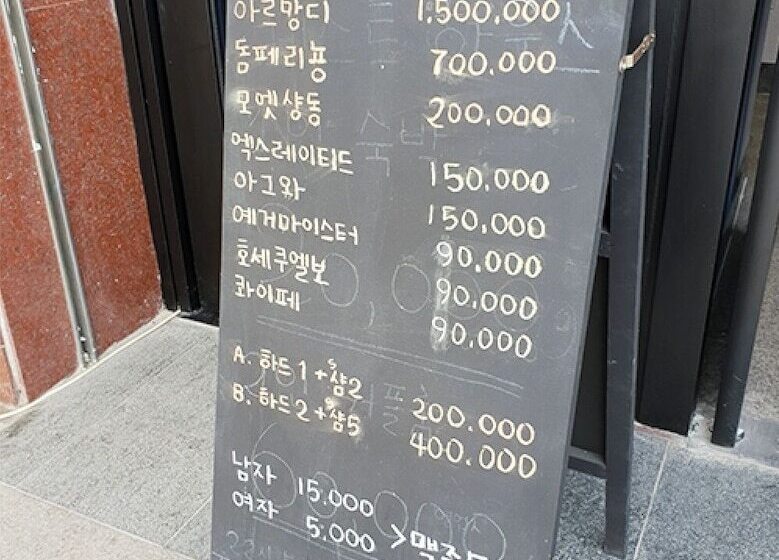 아르망디 1,500,000
돔페리뇽 700,000
모엣샹동 200,000
엑스레이티드 150,000
아그와 150,000
예거마이스터 90,000
호세쿠엘보 90,000
콰이페 90,000
A. 하드1+샴2 200,000
B. 하드2+샴5 400,000
남자 15,000
여자 5,000 >